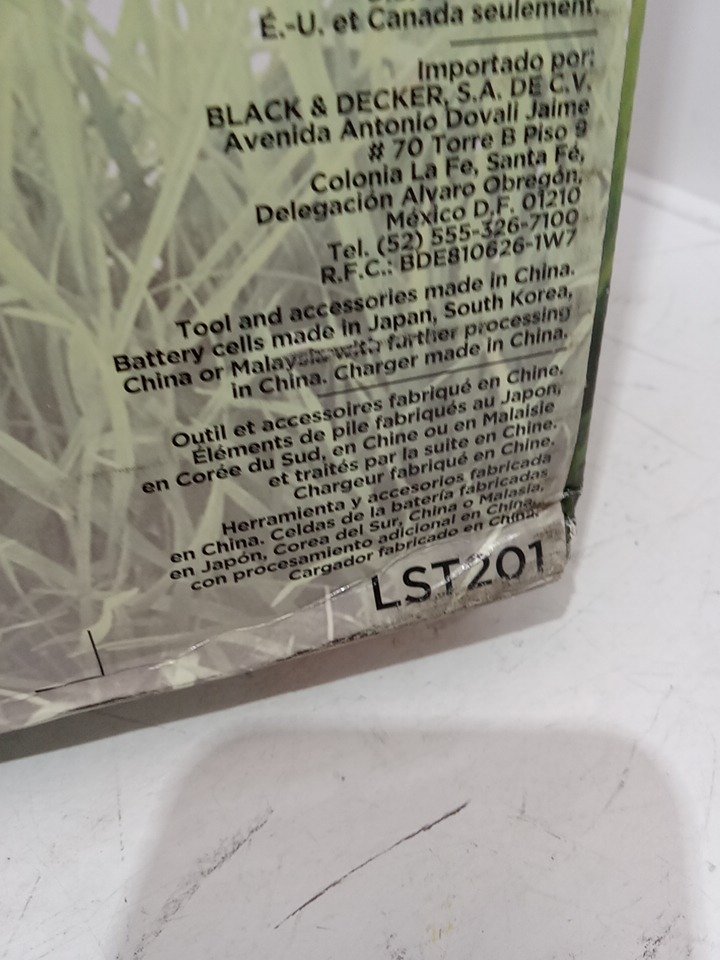 É.-U. et Canada seulement.
Importado por:
BLACK & DECKER, S.A. DE C.V.
Avenida Antonio Dovali Jaime
# 70 Torre B Piso 9
Colonia La Fe, Santa Fé,
Delegación Alvaro Obregón,
México D.F. 01210
Tel. (52) 555-326-7100
R.F.C.: BDE810626-1W7
Tool and accessories made in China.
Battery cells made in Japan, South Korea,
China or Malaysia with further processing
in China. Charger made in China.
Outil et accessoires fabriqué en Chine.
Éléments de pile fabriqués au Japon,
en Corée du Sud, en Chine ou en Malaisie
et traités par la suite en Chine.
Chargeur fabriqué en Chine.
Herramienta y accesorios fabricada
en China. Celdas de la batería fabricadas
en Japón, Corea del Sur, China o Malasia,
con procesamiento adicional en China.
Cargador fabricado en China.
LST201